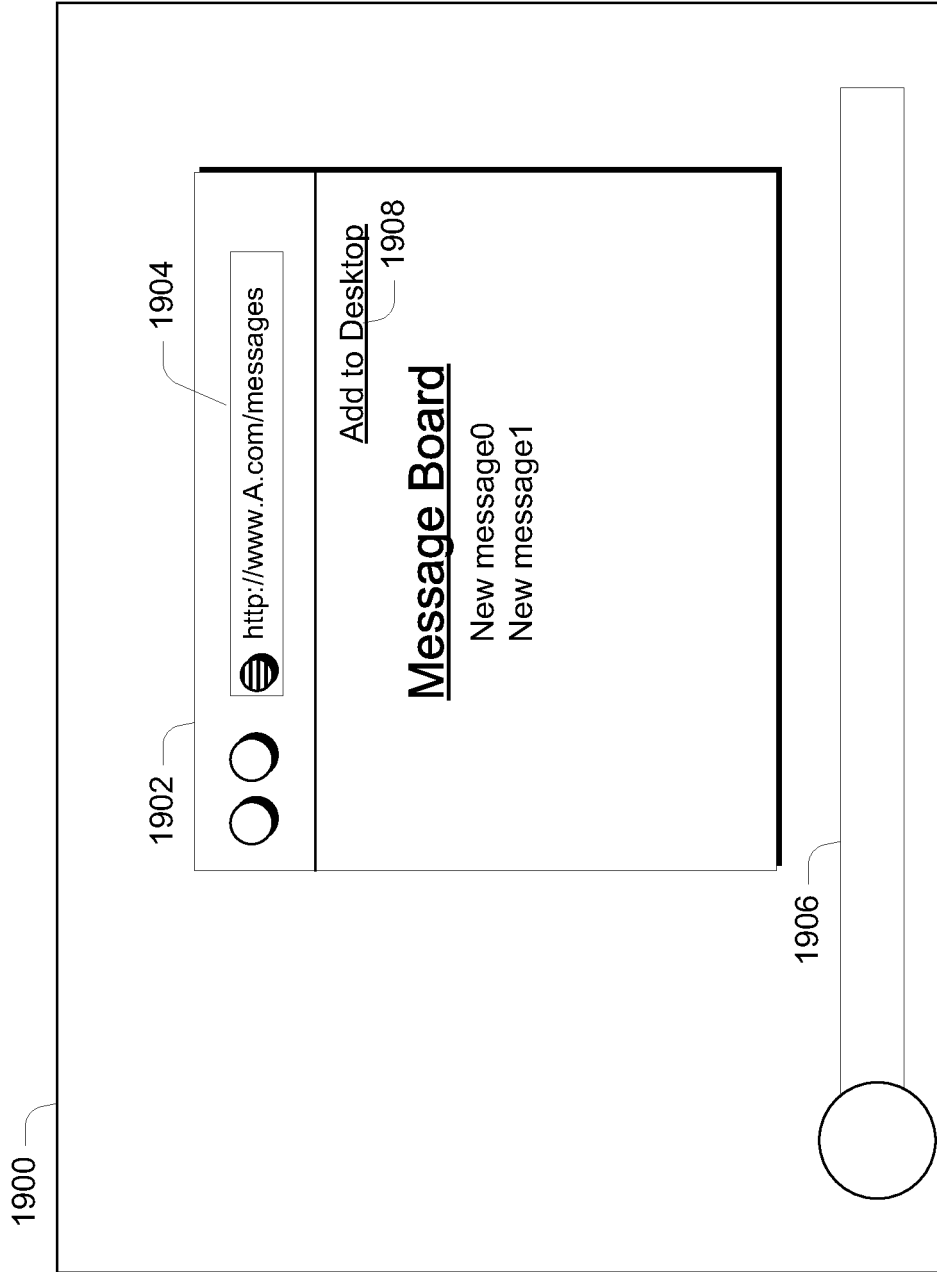 1900
1902
1904
http://www.A.com/messages
Add to Desktop
1908
Message Board
New message0
New message1
1906